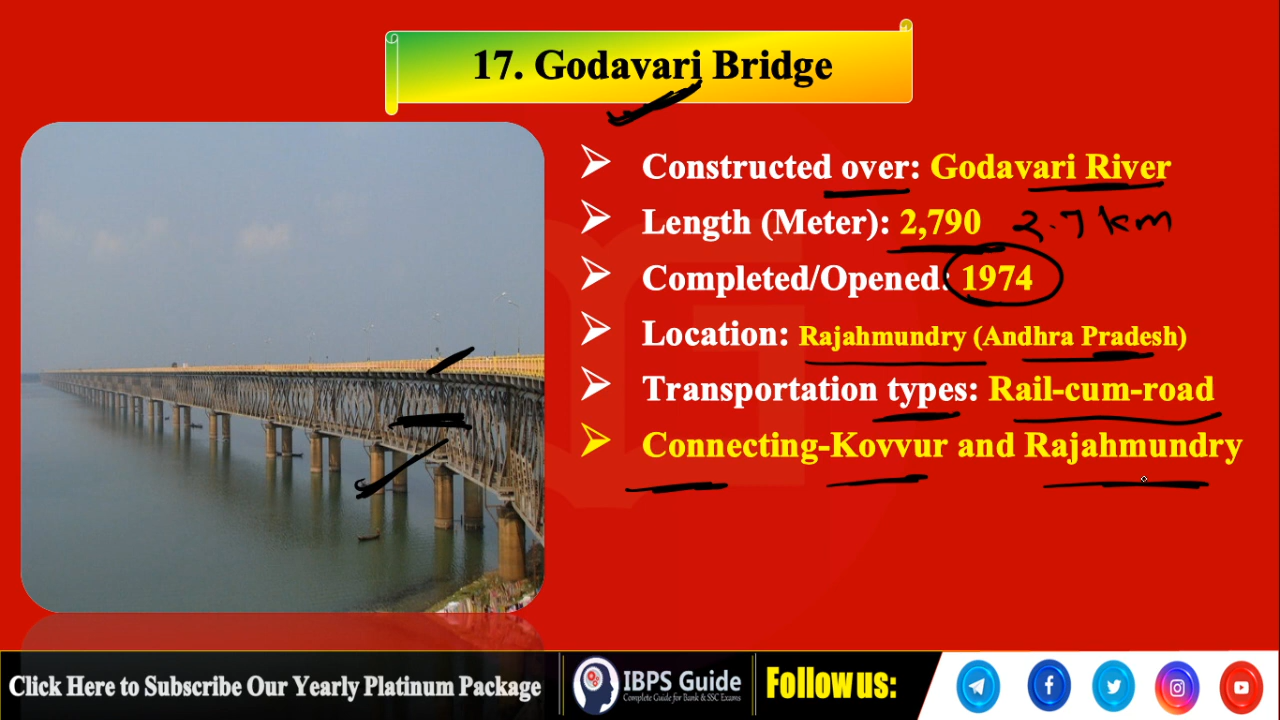 17. Godavari Bridge
Constructed over: Godavari River
Length (Meter): 2,790 2.7 km
Completed/Opened: 1974
Location: Rajahmundry (Andhra Pradesh)
Transportation types: Rail-cum-road
Connecting-Kovvur and Rajahmundry
Click Here to Subscribe Our Yearly Platinum Package
IBPS Guide
Complete Guide for Bank & SSC Exams
Follow us: